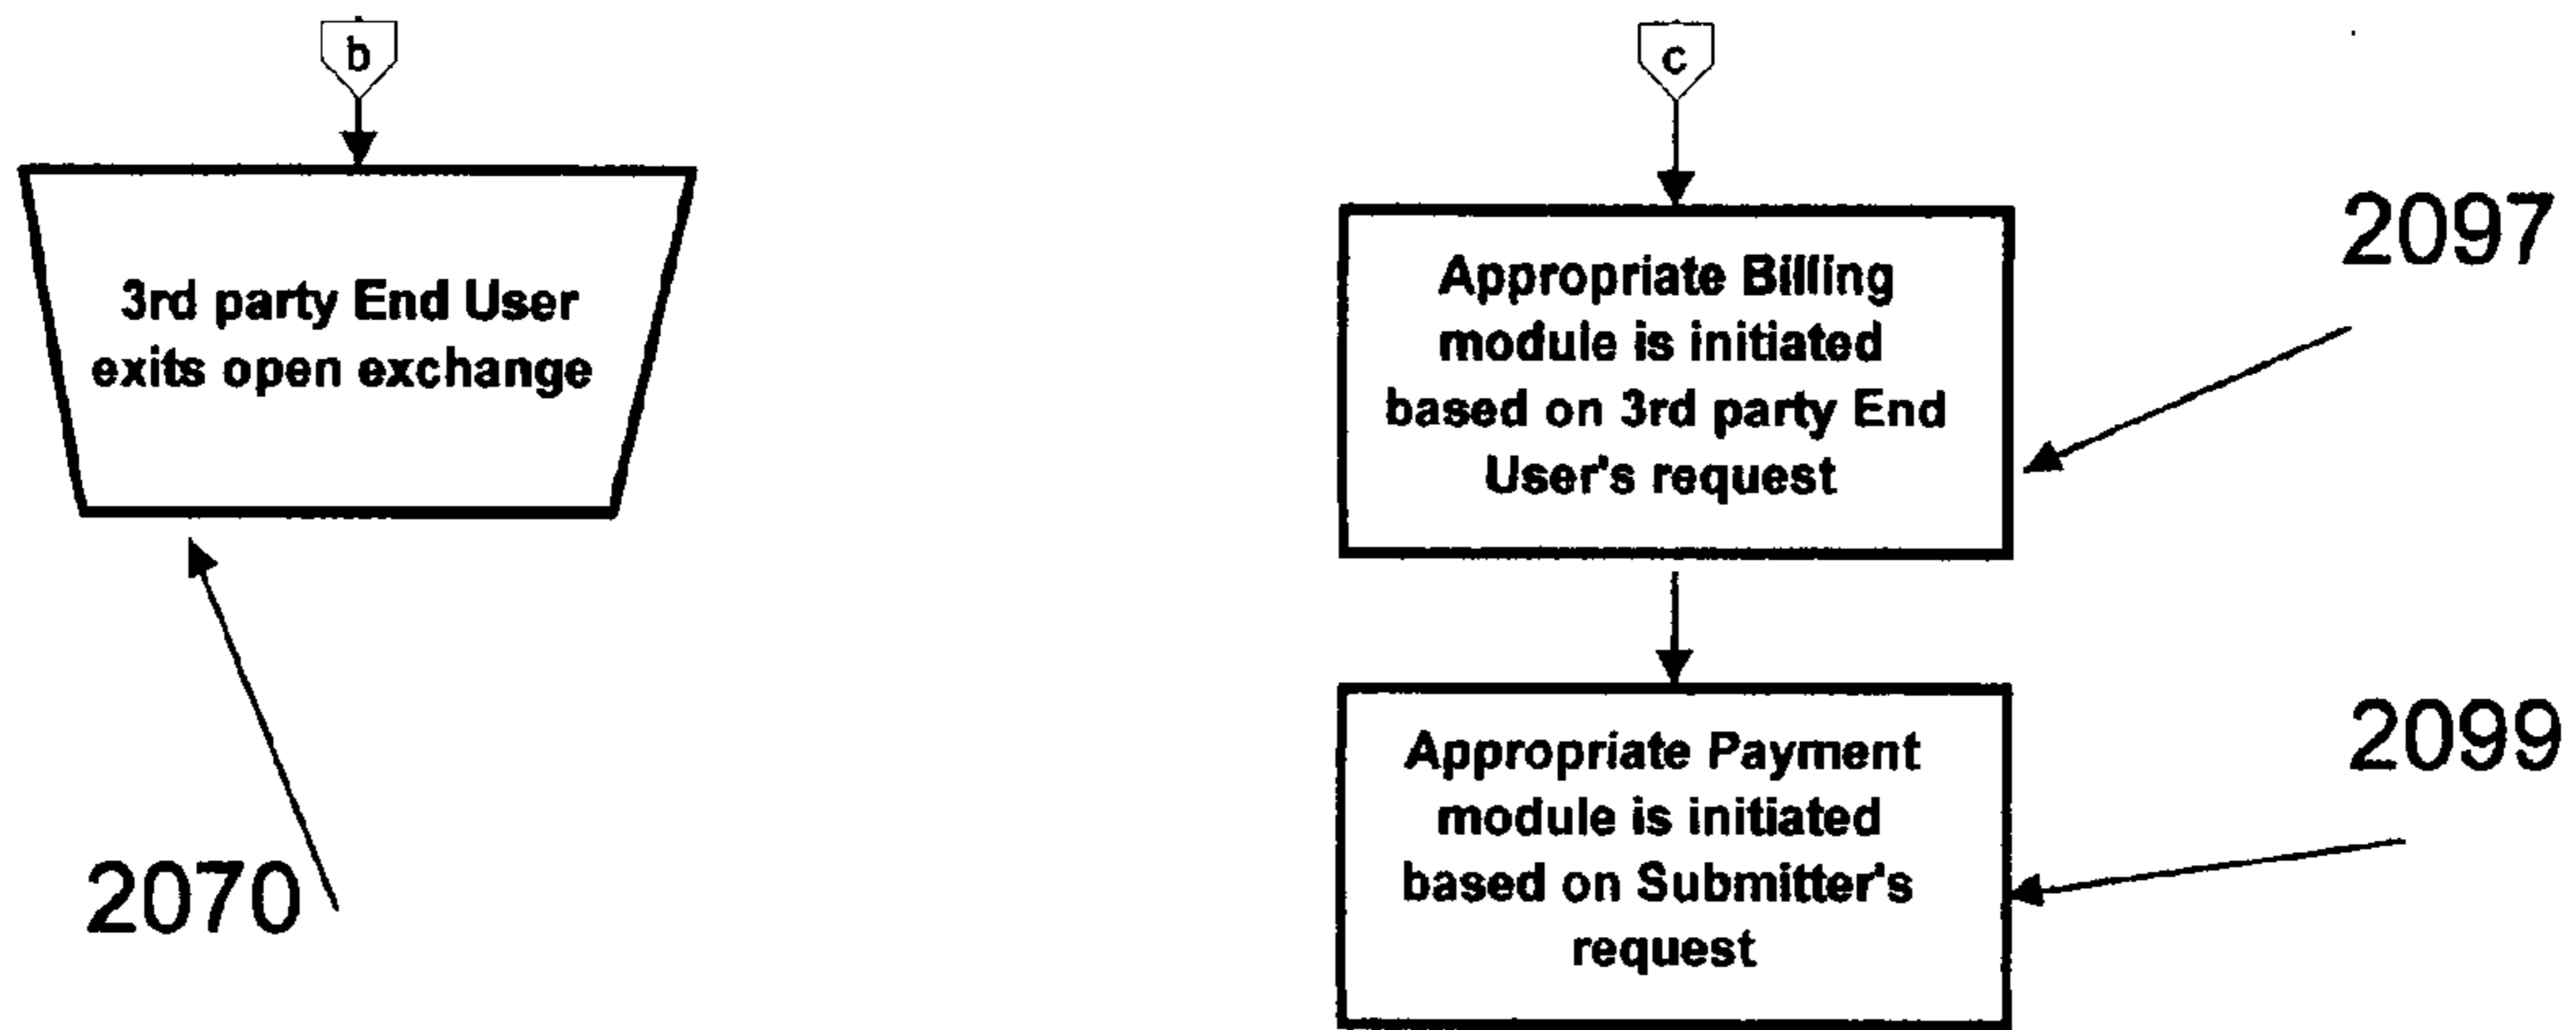 b
3rd party End User
exits open exchange
2070
c
Appropriate Billing
module is initiated
based on 3rd party End
User's request
2097
Appropriate Payment
module is initiated
based on Submitter's
request
2099